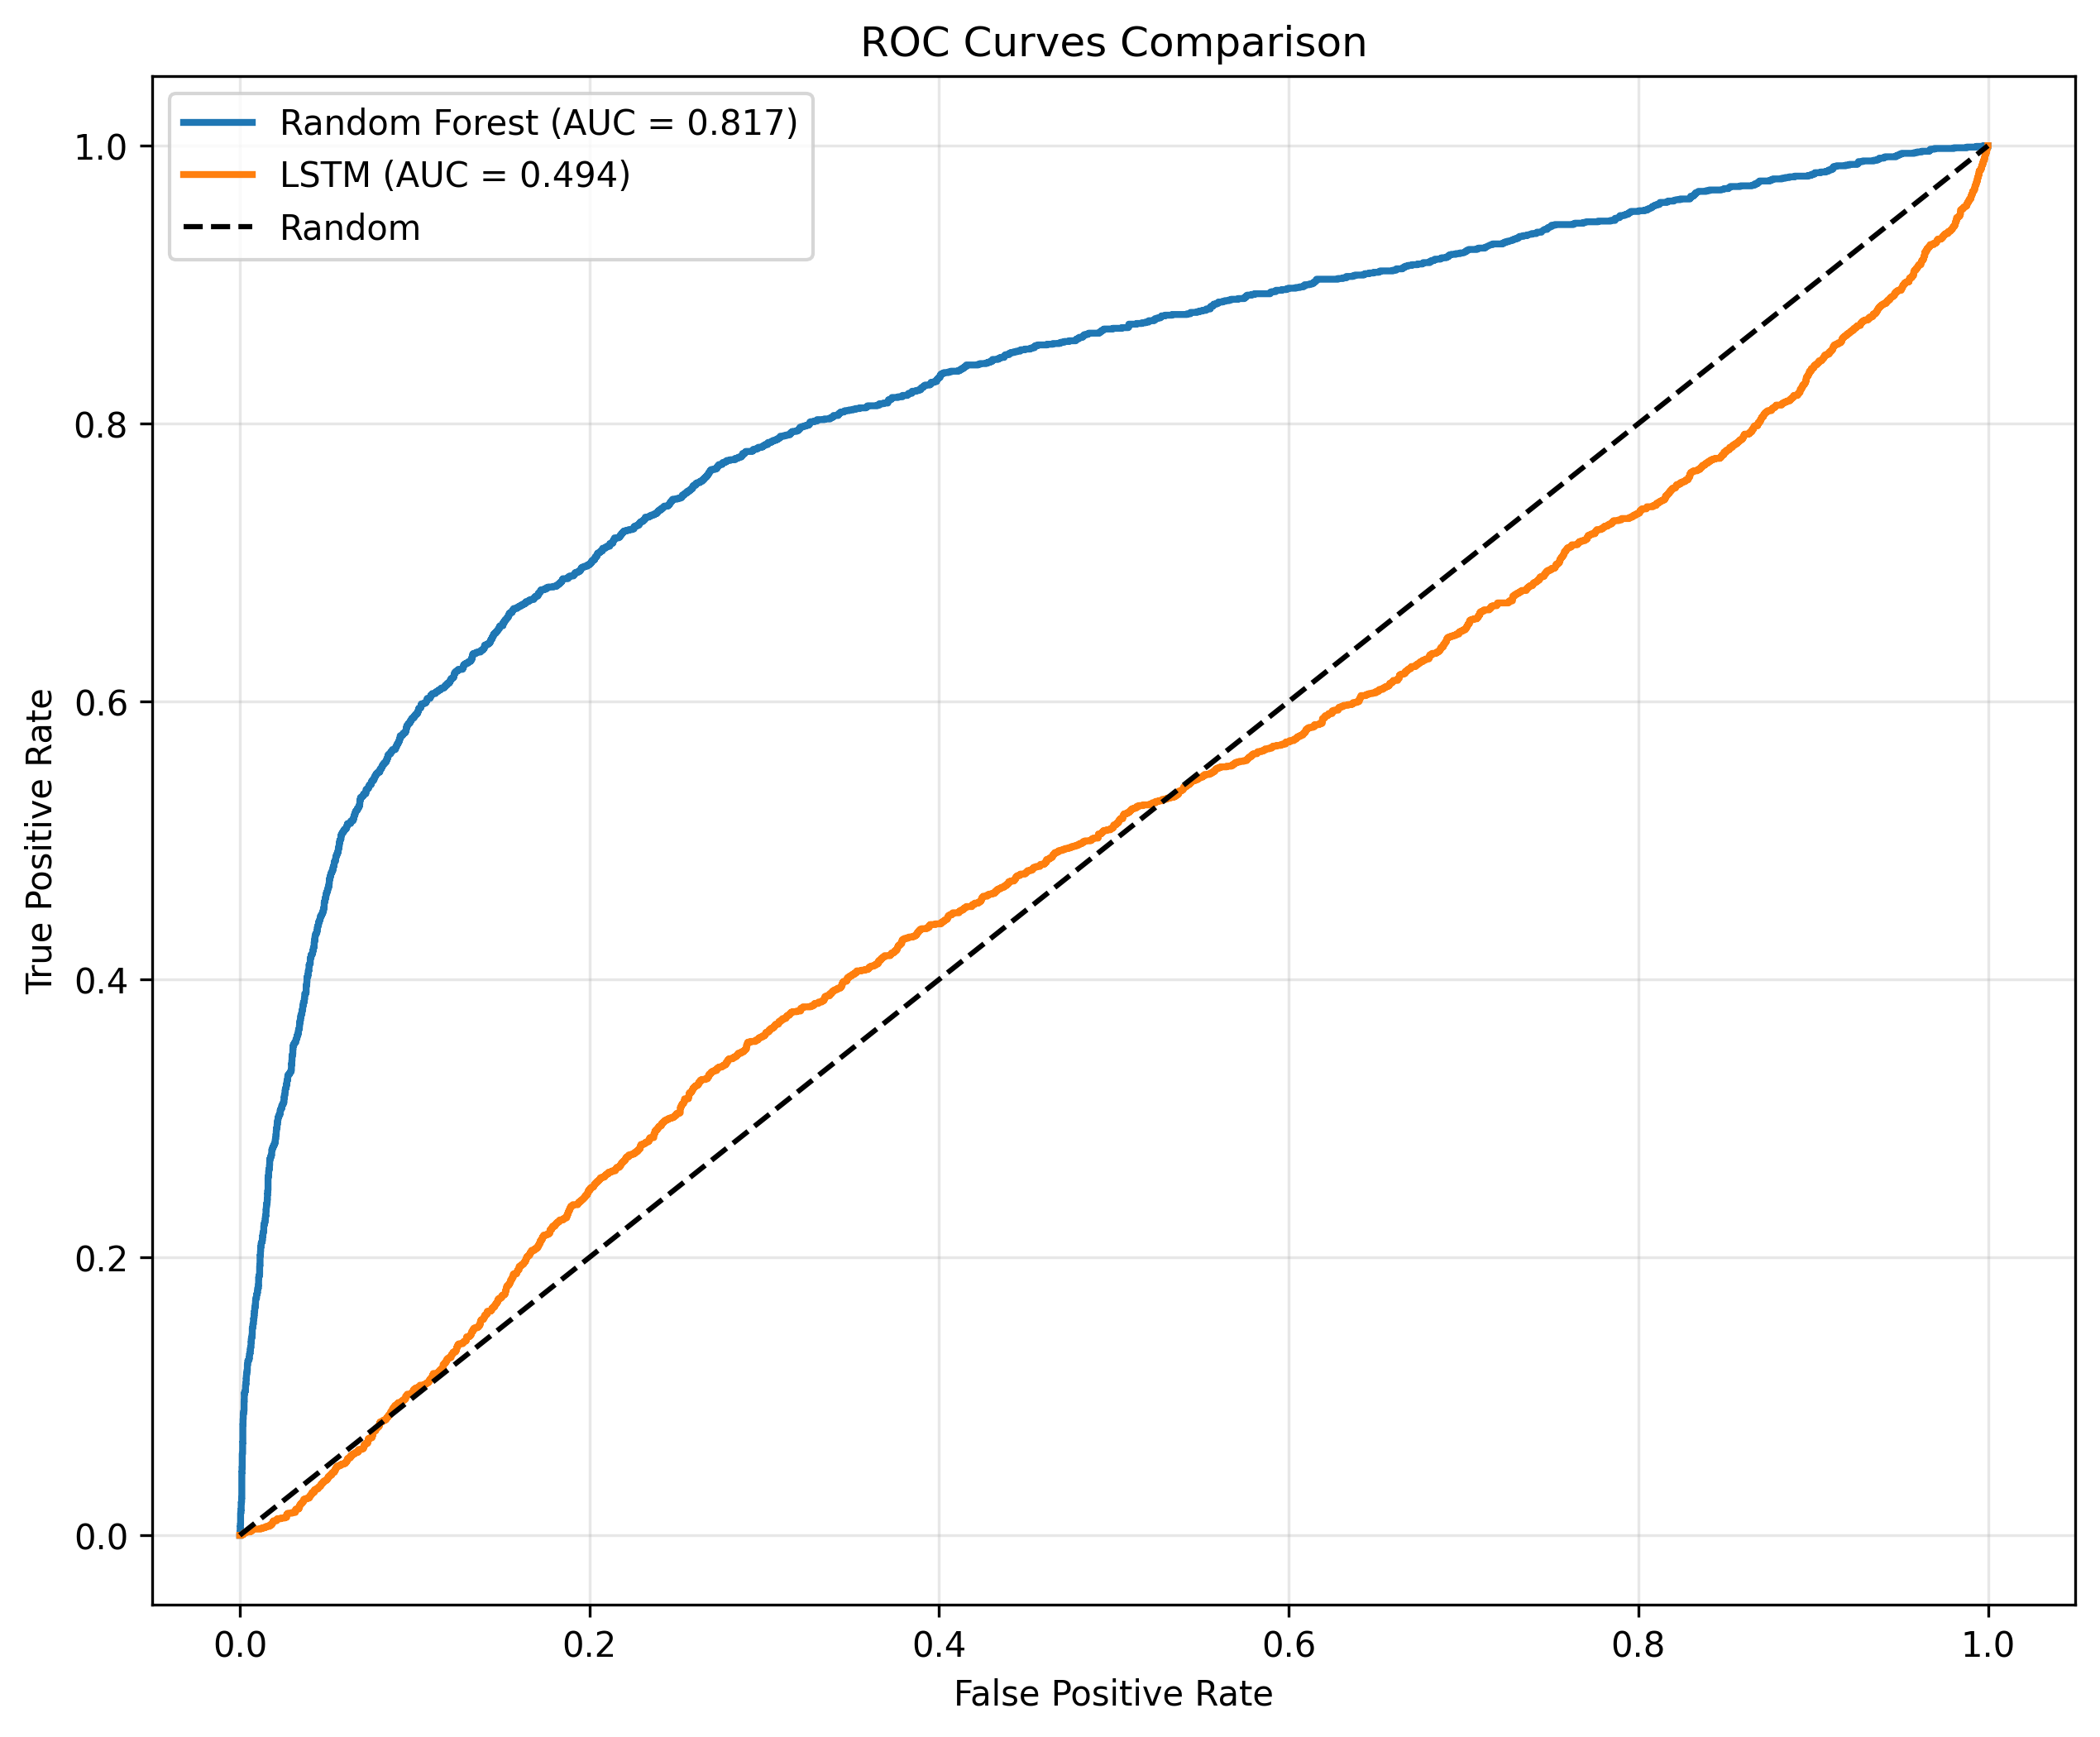 ROC Curves Comparison
Random Forest (AUC = 0.817)
LSTM (AUC = 0.494)
Random
1.0
0.8
0.6
0.4
0.2
0.0
True Positive Rate
0.0 0.2 0.4 0.6 0.8 1.0
False Positive Rate